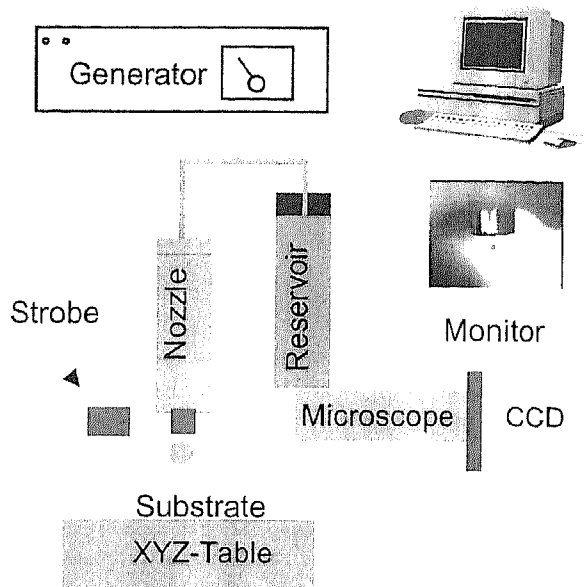 Generator
Nozzle
Reservoir
Strobe
Monitor
Microscope
CCD
Substrate
XYZ-Table